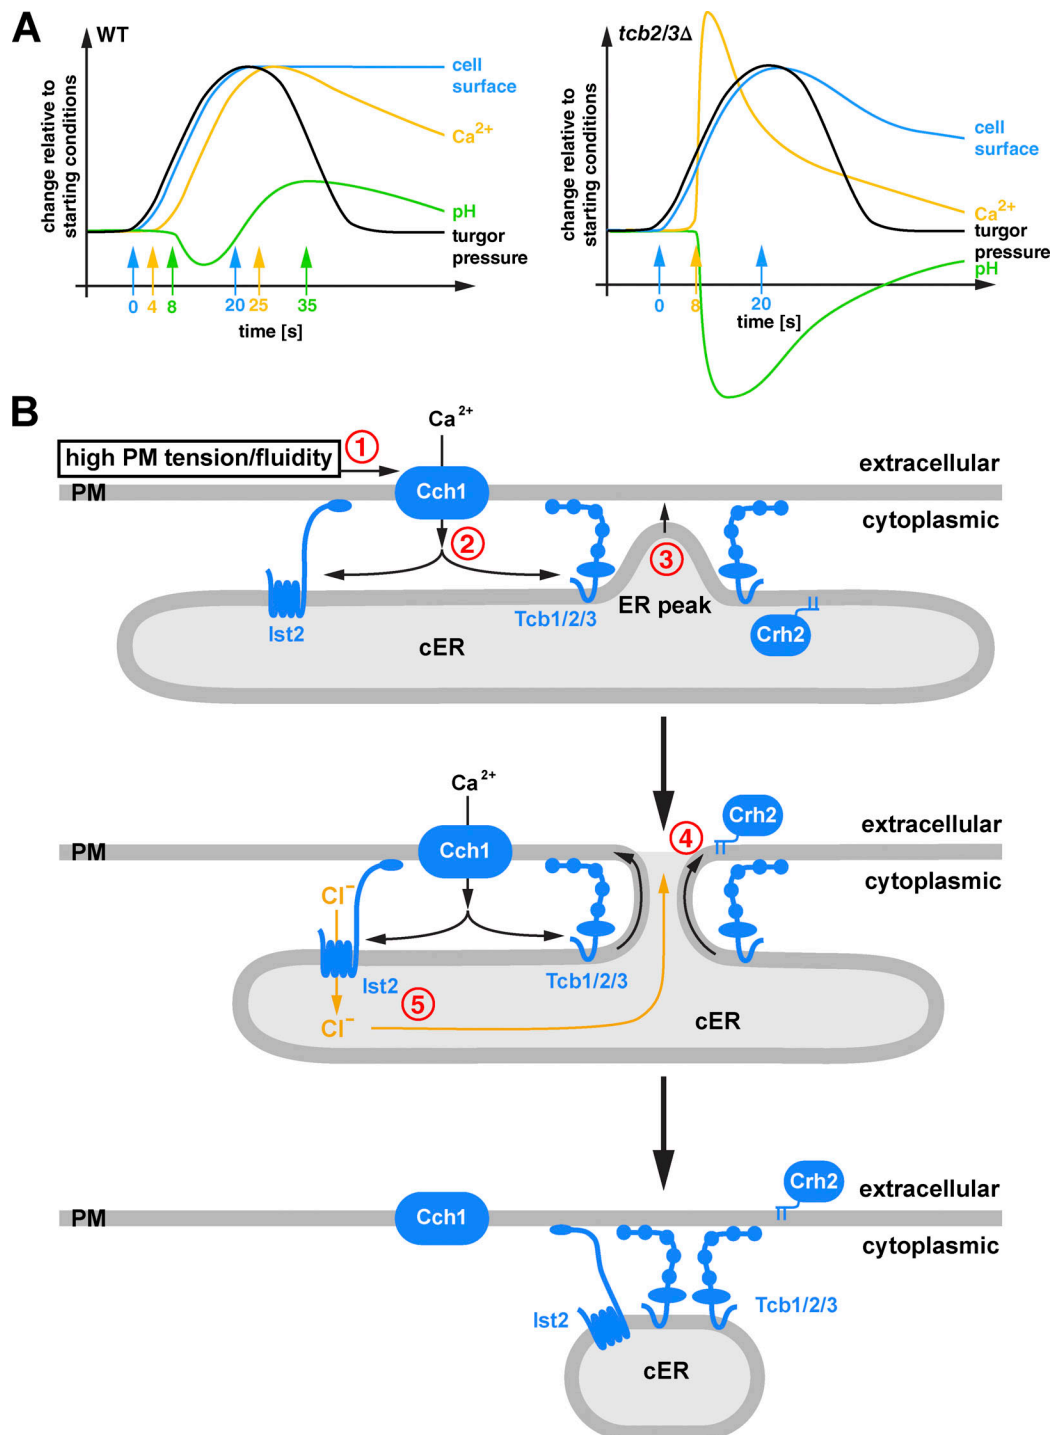 A
WT
change relative to
starting conditions
cell
surface
Ca²⁺
pH
turgor
pressure
0 4 8 20 25 35
time [s]
tcb2/3Δ
change relative to
starting conditions
cell
surface
Ca²⁺
turgor
pressure
pH
0 8 20
time [s]
B
Ca²⁺
1
high PM tension/fluidity
extracellular
PM
Cch1
cytoplasmic
2
3
Ist2
Tcb1/2/3
ER peak
cER
Crh2
Ca²⁺
Crh2
4
extracellular
PM
Cch1
cytoplasmic
Cl⁻
Ist2
Tcb1/2/3
5
Cl⁻
cER
Crh2
extracellular
PM
Cch1
cytoplasmic
Ist2
Tcb1/2/3
cER